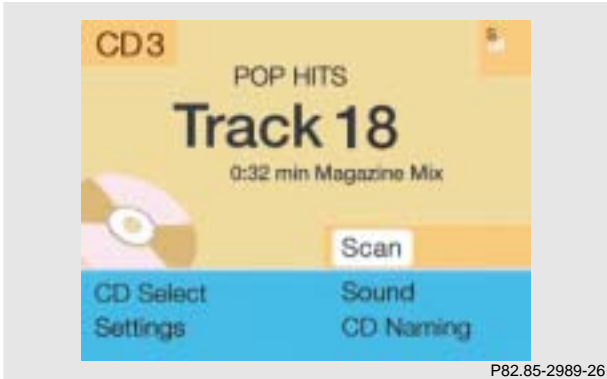 CD3
POP HITS
Track 18
0:32 min Magazine Mix
Scan
CD Select Sound
Settings CD Naming
P82.85-2989-26